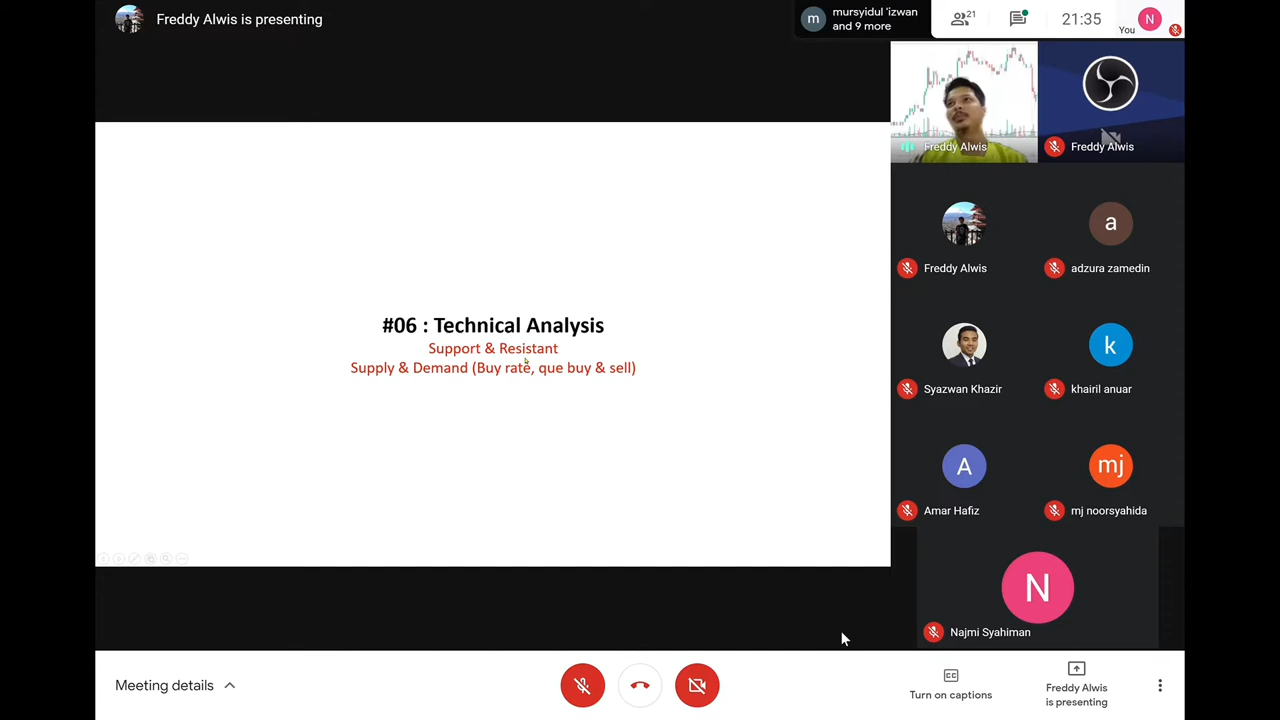 Freddy Alwis is presenting
m
mursyidul 'izwan
and 9 more
21
21:35
You
N
Freddy Alwis
Freddy Alwis
Freddy Alwis
a
adzura zamedin
#06 : Technical Analysis
Support & Resistant
Supply & Demand (Buy rate, que buy & sell)
Syazwan Khazir
k
khairil anuar
A
Amar Hafiz
mj
mj noorsyahida
N
Najmi Syahiman
Meeting details
Turn on captions
Freddy Alwis
is presenting